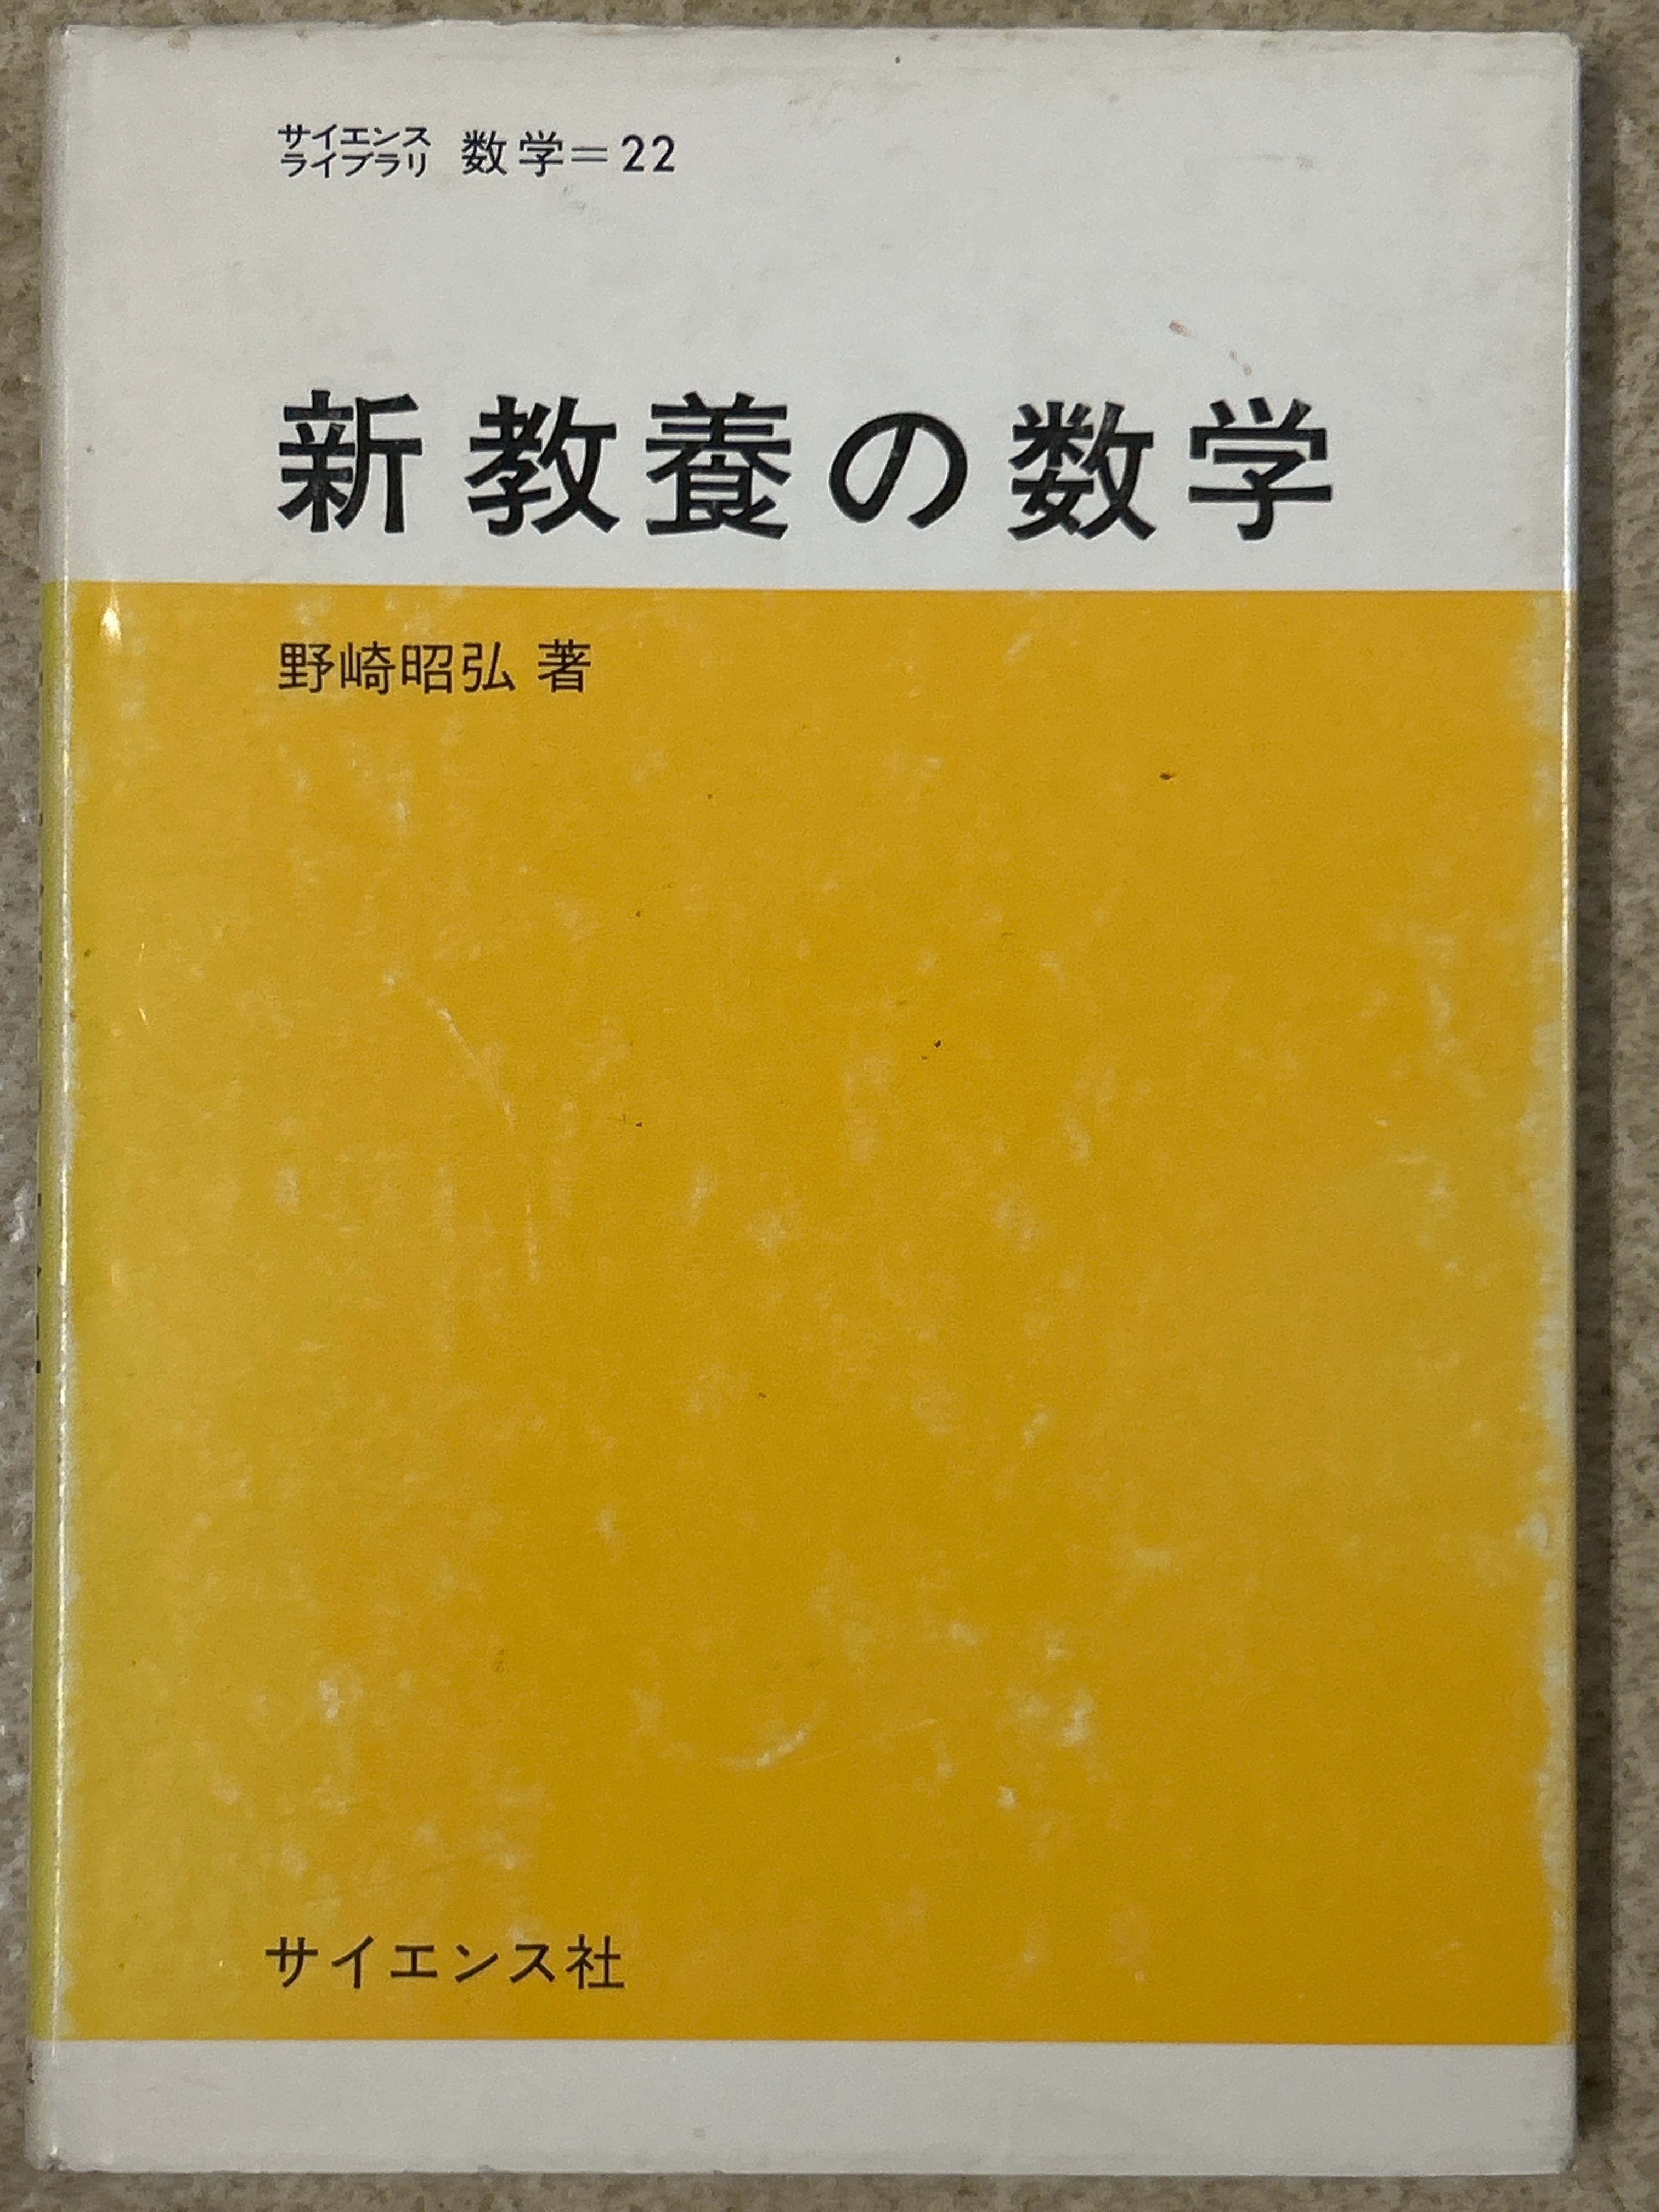 サイエンス
ライブラリ 数学=22
新教養の数学
野崎昭弘 著
サイエンス社